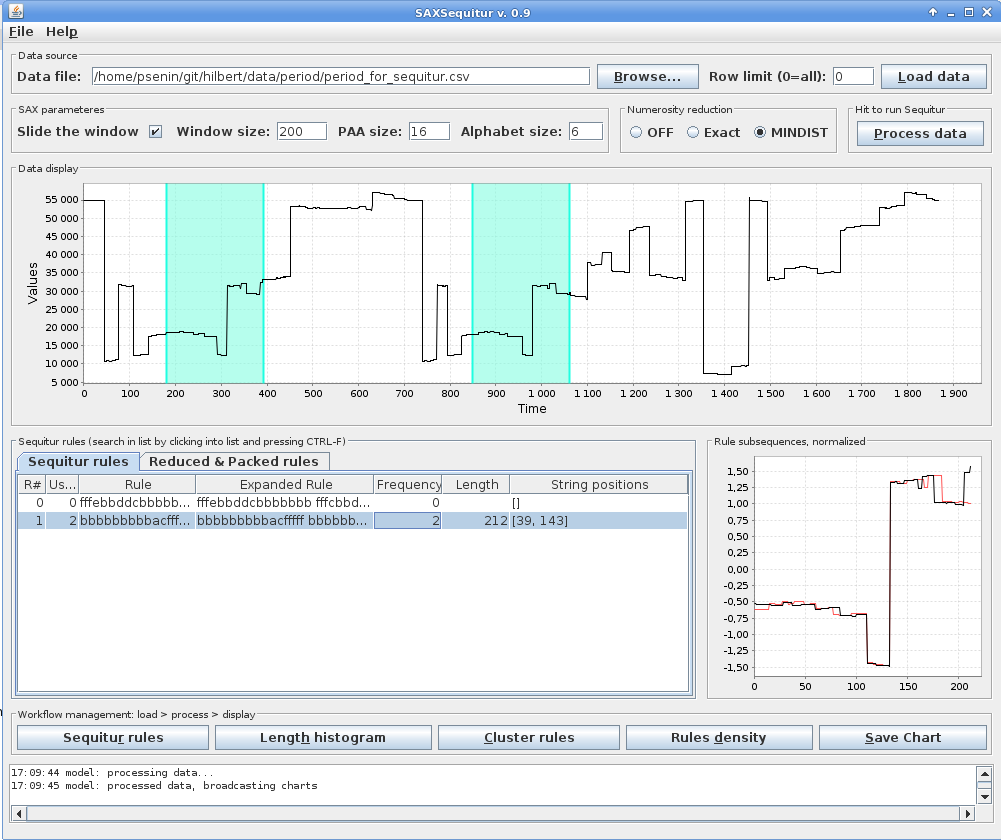 SAXSequitur v. 0.9
File Help
Data source
Data file: /home/psenin/git/hilbert/data/period/period_for_sequitur.csv Browse... Row limit (0=all): 0 Load data
SAX parameteres Numerosity reduction Hit to run Sequitur
Slide the window Window size: 200 PAA size: 16 Alphabet size: 6 OFF Exact MINDIST Process data
Data display
Values
55 000
50 000
45 000
40 000
35 000
30 000
25 000
20 000
15 000
10 000
5 000
0 100 200 300 400 500 600 700 800 900 1 000 1 100 1 200 1 300 1 400 1 500 1 600 1 700 1 800 1 900
Time
Sequitur rules (search in list by clicking into list and pressing CTRL-F)
Sequitur rules Reduced & Packed rules
R# Us... Rule Expanded Rule Frequency Length String positions
0 0 fffebbddcbbbbb... fffebbddcbbbbbbb fffcbbd... 0 []
1 2 bbbbbbbbbacfff... bbbbbbbbbacfffff bbbbbb... 2 212 [39, 143]
Rule subsequences, normalized
1,50
1,25
1,00
0,75
0,50
0,25
0,00
-0,25
-0,50
-0,75
-1,00
-1,25
-1,50
0 50 100 150 200
Workflow management: load > process > display
Sequitur rules Length histogram Cluster rules Rules density Save Chart
17:09:44 model: processing data...
17:09:45 model: processed data, broadcasting charts